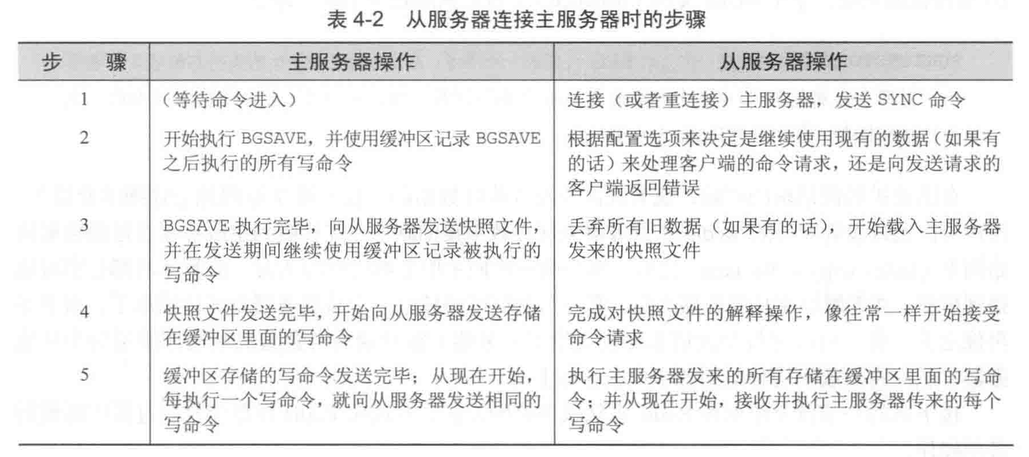 表 4-2 从服务器连接主服务器时的步骤
步 骤 主服务器操作 从服务器操作
1 （等待命令进入） 连接（或者重连接）主服务器，发送 SYNC 命令
2 开始执行 BGSAVE，并使用缓冲区记录 BGSAVE 根据配置选项来决定是继续使用现有的数据（如果有
之后执行的所有写命令 的话）来处理客户端的命令请求，还是向发送请求的
客户端返回错误
3 BGSAVE 执行完毕，向从服务器发送快照文件， 丢弃所有旧数据（如果有的话），开始载入主服务器
并在发送期间继续使用缓冲区记录被执行的 发来的快照文件
写命令
4 快照文件发送完毕，开始向从服务器发送存储 完成对快照文件的解释操作，像往常一样开始接受
在缓冲区里面的写命令 命令请求
5 缓冲区存储的写命令发送完毕；从现在开始， 执行主服务器发来的所有存储在缓冲区里面的写命
每执行一个写命令，就向从服务器发送相同的 令；并从现在开始，接收并执行主服务器传来的每个
写命令 写命令